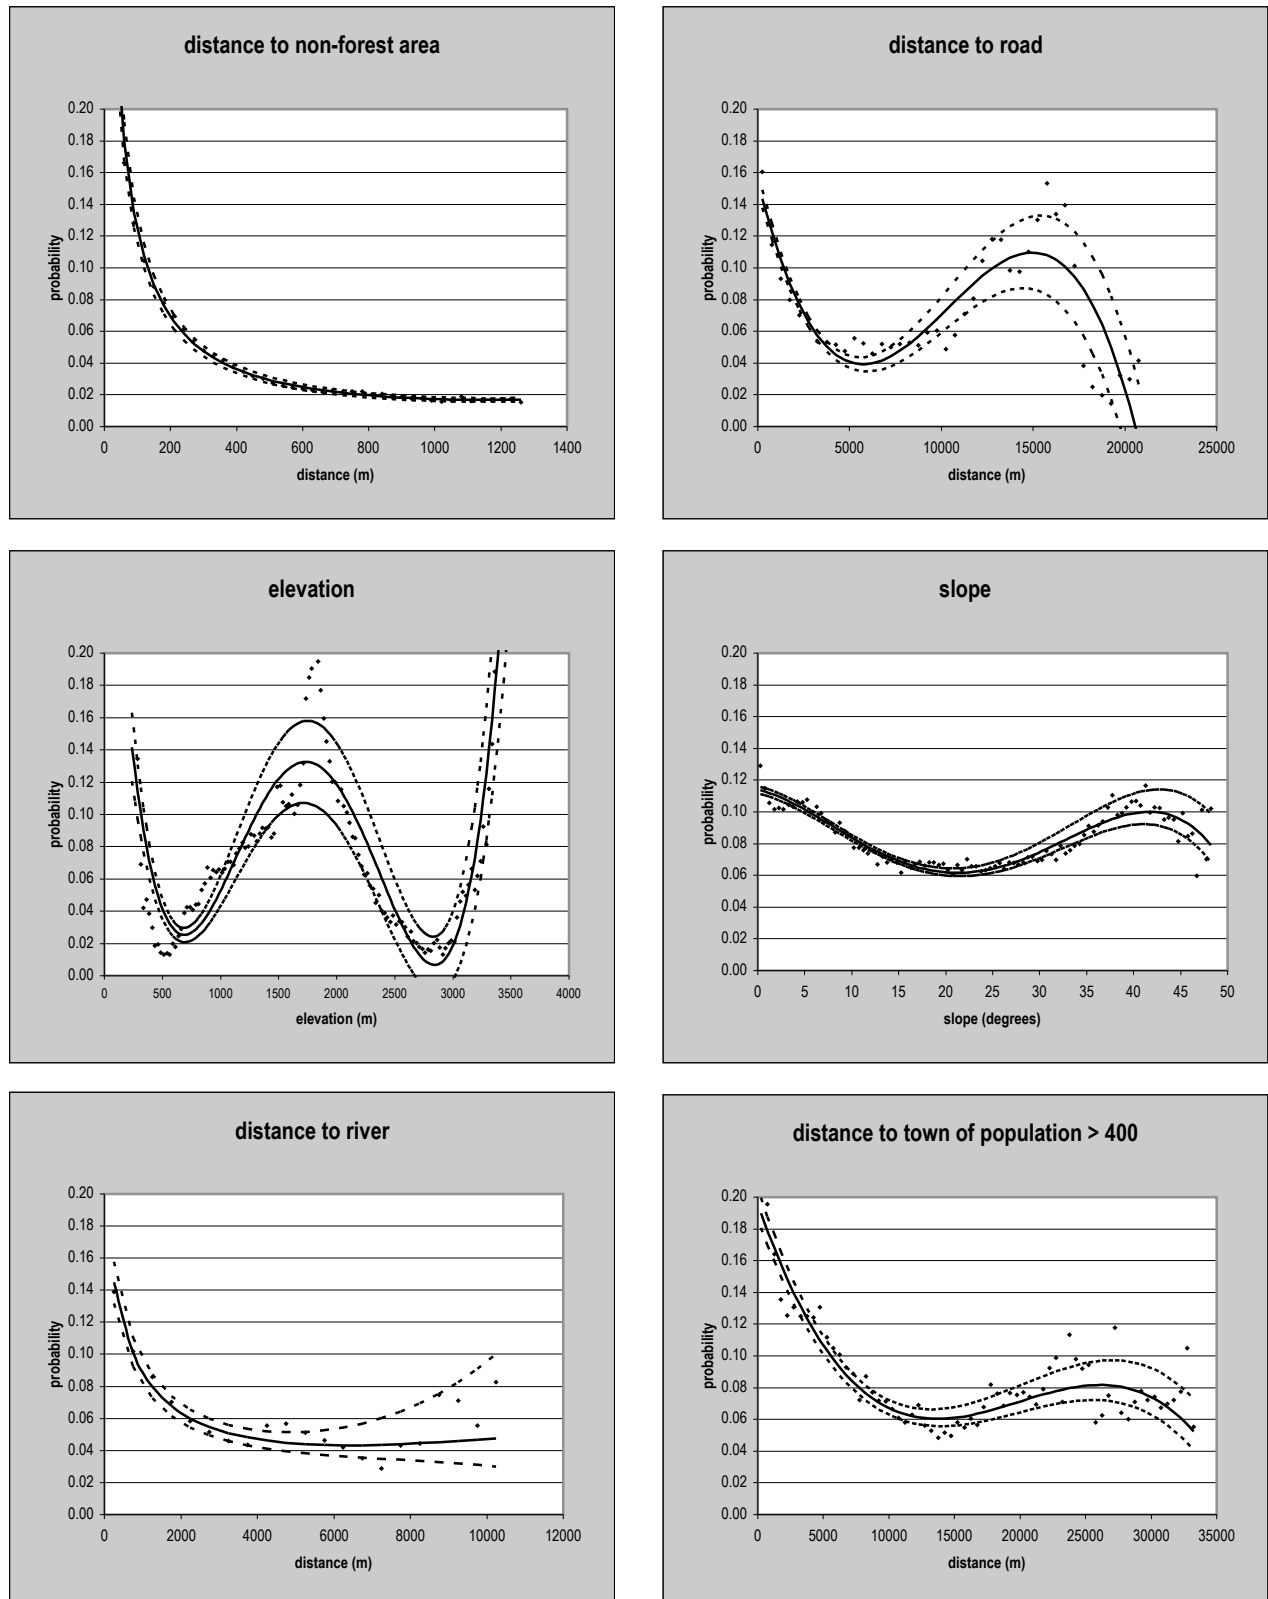 distance to non-forest area
0.20
0.18
0.16
0.14
0.12
0.10
0.08
0.06
0.04
0.02
0.00
probability
0 200 400 600 800 1000 1200 1400
distance (m)
distance to road
0.20
0.18
0.16
0.14
0.12
0.10
0.08
0.06
0.04
0.02
0.00
probability
0 5000 10000 15000 20000 25000
distance (m)
elevation
0.20
0.18
0.16
0.14
0.12
0.10
0.08
0.06
0.04
0.02
0.00
probability
0 500 1000 1500 2000 2500 3000 3500 4000
elevation (m)
slope
0.20
0.18
0.16
0.14
0.12
0.10
0.08
0.06
0.04
0.02
0.00
probability
0 5 10 15 20 25 30 35 40 45 50
slope (degrees)
distance to river
0.20
0.18
0.16
0.14
0.12
0.10
0.08
0.06
0.04
0.02
0.00
probability
0 2000 4000 6000 8000 10000 12000
distance (m)
distance to town of population > 400
0.20
0.18
0.16
0.14
0.12
0.10
0.08
0.06
0.04
0.02
0.00
probability
0 5000 10000 15000 20000 25000 30000 35000
distance (m)